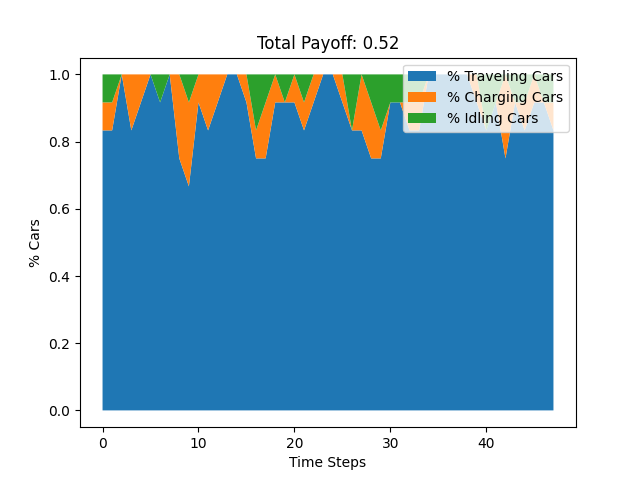 Total Payoff: 0.52
1.0
0.8
0.6
0.4
0.2
0.0
% Cars
% Traveling Cars
% Charging Cars
% Idling Cars
0 10 20 30 40
Time Steps